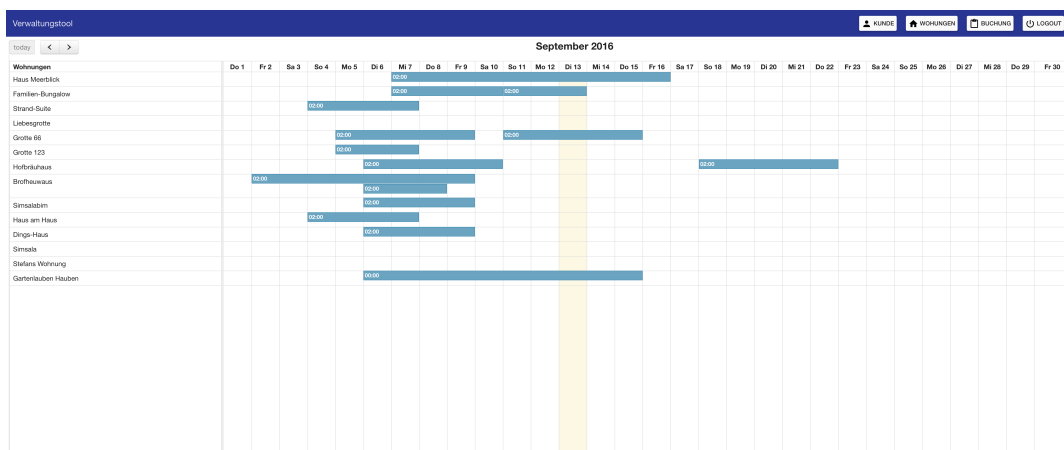 Verwaltungstool KUNDE WOHUNGEN BUCHUNG LOGOUT
today September 2016
Wohnungen Do 1 Fr 2 Sa 3 So 4 Mo 5 Di 6 Mi 7 Do 8 Fr 9 Sa 10 So 11 Mo 12 Di 13 Mi 14 Do 15 Fr 16 Sa 17 So 18 Mo 19 Di 20 Mi 21 Do 22 Fr 23 Sa 24 So 25 Mo 26 Di 27 Mi 28 Do 29 Fr 30
Haus Meerblick 02:00
Familien-Bungalow 02:00 02:00
Strand-Suite 02:00
Liebesgrotte
Grotte 66 02:00 02:00
Grotte 123 02:00
Hofbräuhaus 02:00 02:00
Brofheuwaus 02:00
02:00
Simsalabim 02:00
Haus am Haus 02:00
Dings-Haus 02:00
Simsala
Stefans Wohnung
Gartenlauben Hauben 00:00